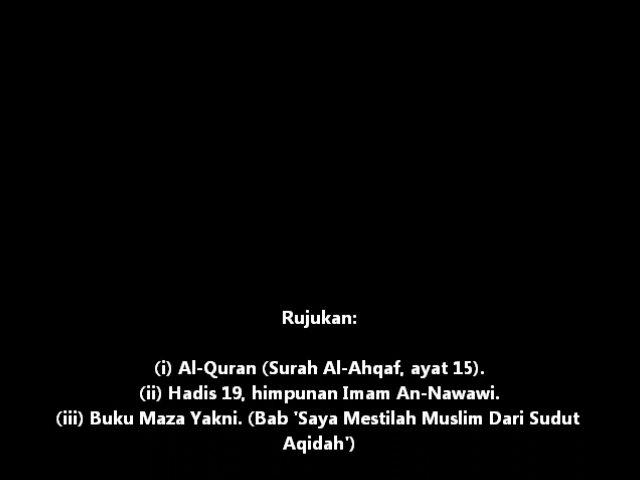 Rujukan:
(i) Al-Quran (Surah Al-Ahqaf, ayat 15).
(ii) Hadis 19, himpunan Imam An-Nawawi.
(iii) Buku Maza Yakni. (Bab 'Saya Mestilah Muslim Dari Sudut
Aqidah')